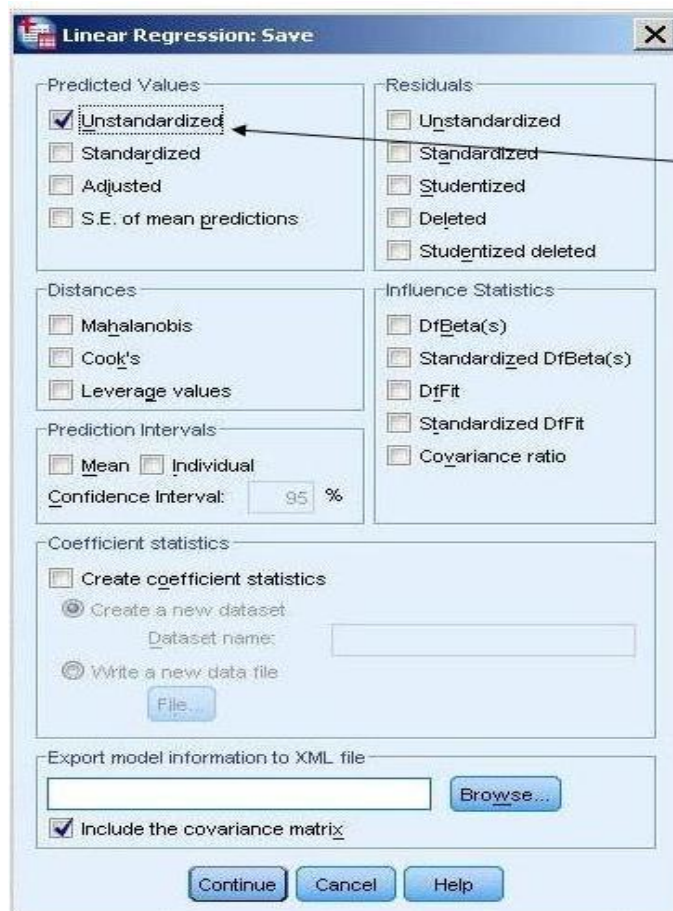 Linear Regression: Save
Predicted Values
Unstandardized
Standardized
Adjusted
S.E. of mean predictions
Residuals
Unstandardized
Standardized
Studentized
Deleted
Studentized deleted
Distances
Mahalanobis
Cook's
Leverage values
Influence Statistics
DfBeta(s)
Standardized DfBeta(s)
DfFit
Standardized DfFit
Covariance ratio
Prediction Intervals
Mean Individual
Confidence Interval: 95 %
Coefficient statistics
Create coefficient statistics
Create a new dataset
Dataset name:
Write a new data file
File...
Export model information to XML file
Browse...
Include the covariance matrix
Continue Cancel Help